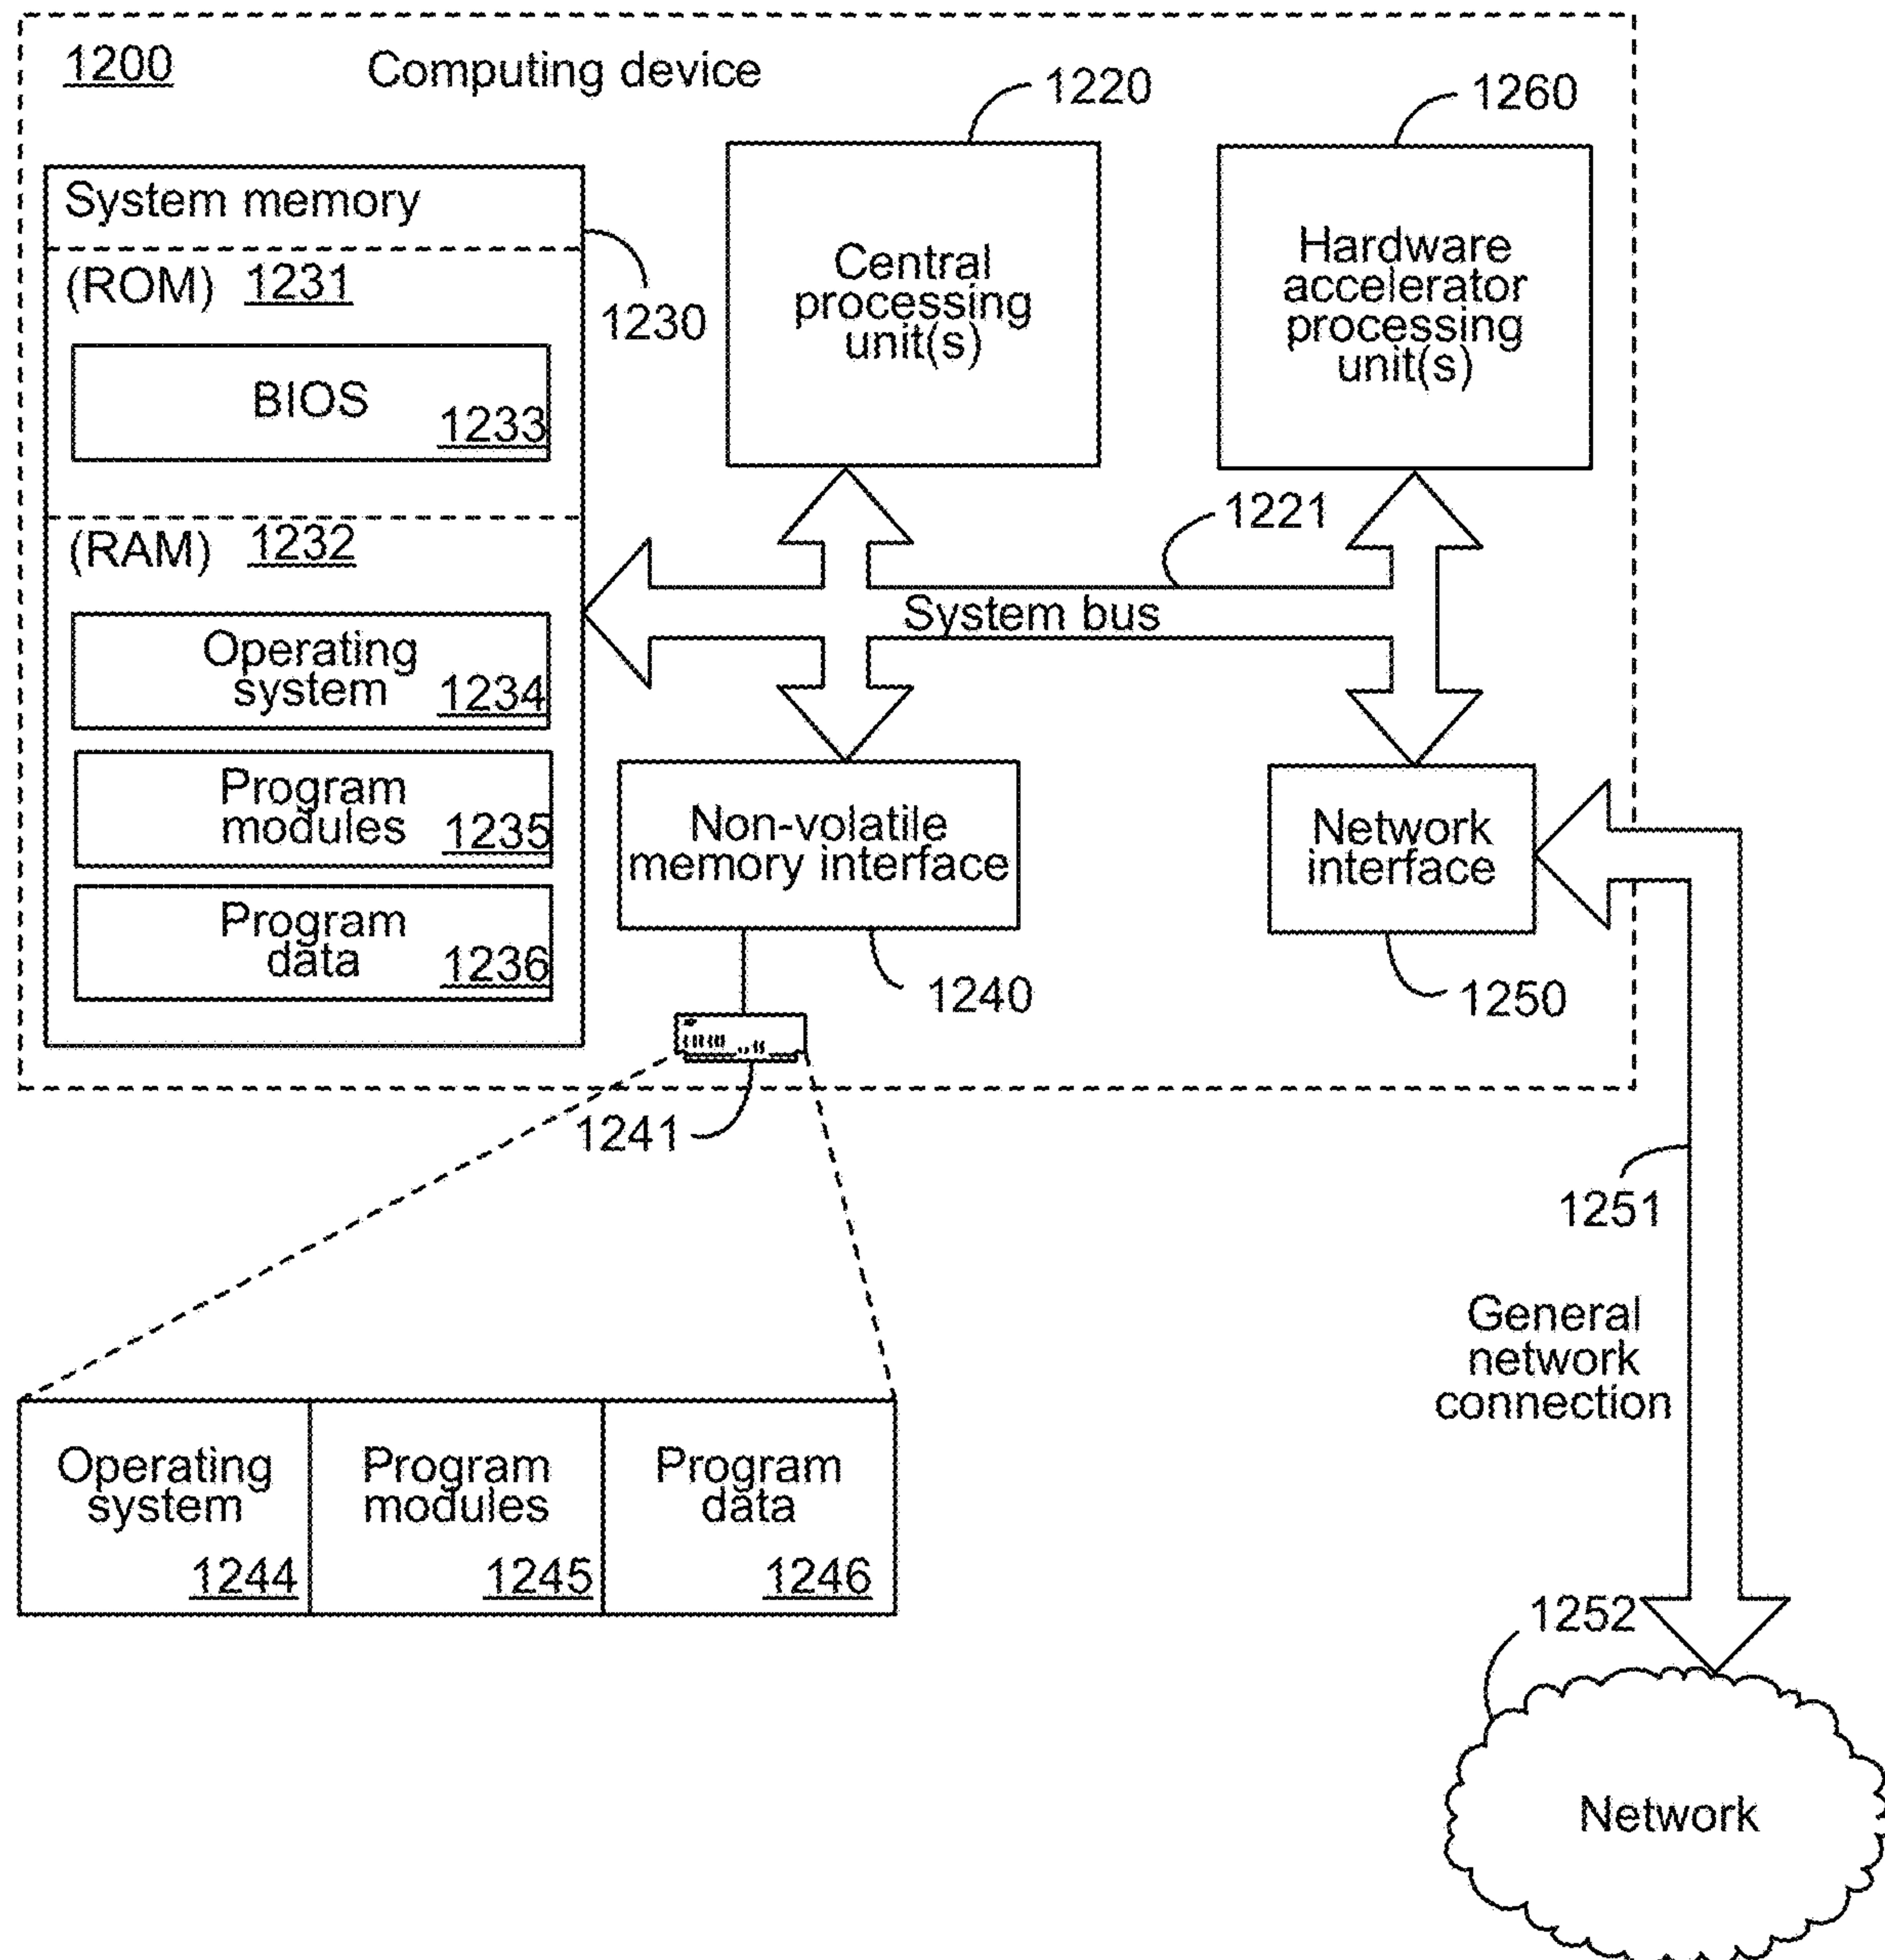 1200 Computing device
1220
1260
System memory
(ROM) 1231
1230
BIOS
1233
(RAM) 1232
Operating
system 1234
Program
modules 1235
Program
data 1236
Central
processing
unit(s)
Hardware
accelerator
processing
unit(s)
1221
System bus
Non-volatile
memory interface
1240
Network
interface
1250
1241
1251
General
network
connection
Operating
system
1244
Program
modules
1245
Program
data
1246
1252
Network